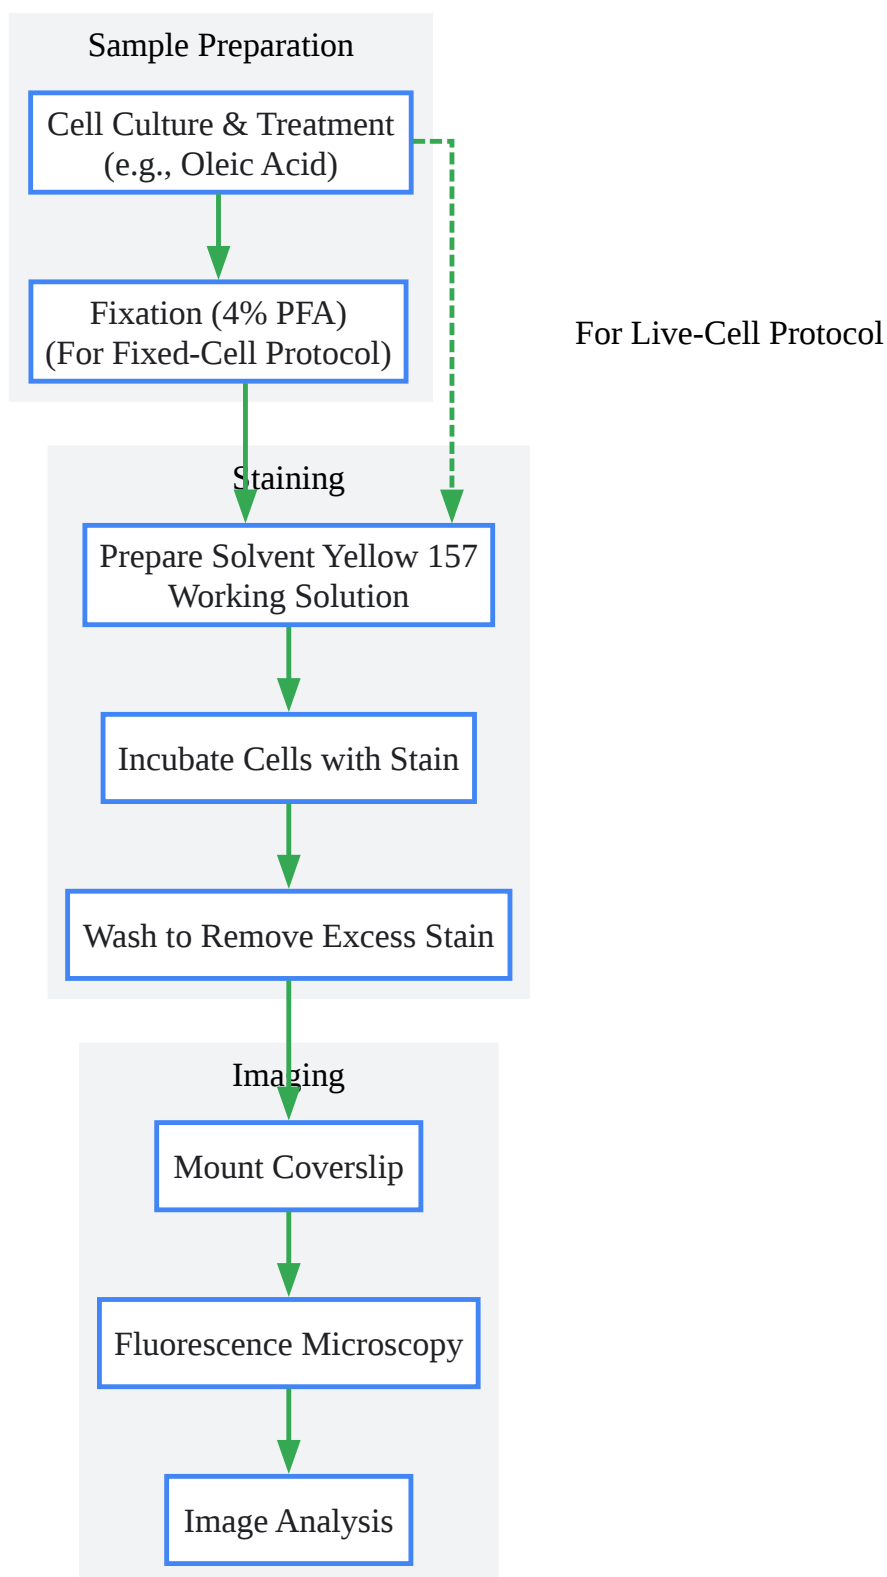 Sample Preparation
Cell Culture & Treatment
(e.g., Oleic Acid)
Fixation (4% PFA)
(For Fixed-Cell Protocol)
For Live-Cell Protocol
Staining
Prepare Solvent Yellow 157
Working Solution
Incubate Cells with Stain
Wash to Remove Excess Stain
Imaging
Mount Coverslip
Fluorescence Microscopy
Image Analysis